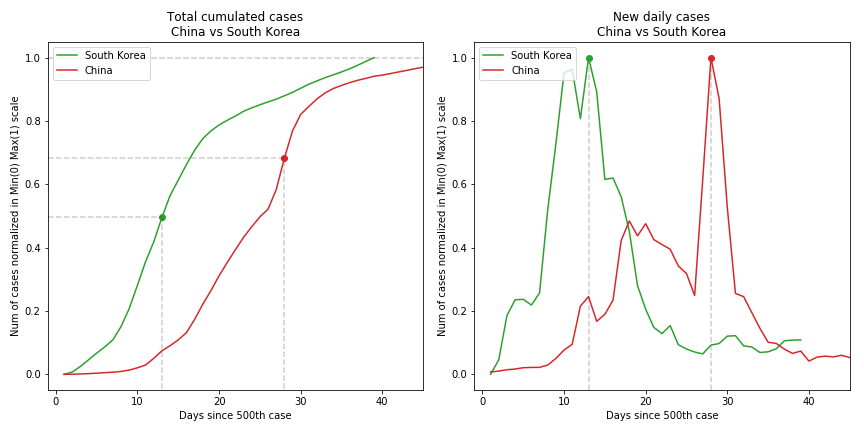 Total cumulated cases
China vs South Korea
Num of cases normalized in Min(0) Max(1) scale
1.0
0.8
0.6
0.4
0.2
0.0
South Korea
China
0
10
20
30
40
Days since 500th case
New daily cases
China vs South Korea
Num of cases normalized in Min(0) Max(1) scale
1.0
0.8
0.6
0.4
0.2
0.0
South Korea
China
0
10
20
30
40
Days since 500th case